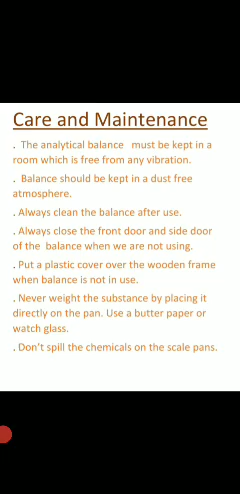 Care and Maintenance
. The analytical balance must be kept in a
room which is free from any vibration.
. Balance should be kept in a dust free
atmosphere.
. Always clean the balance after use.
. Always close the front door and side door
of the balance when we are not using.
. Put a plastic cover over the wooden frame
when balance is not in use.
. Never weight the substance by placing it
directly on the pan. Use a butter paper or
watch glass.
. Don't spill the chemicals on the scale pans.